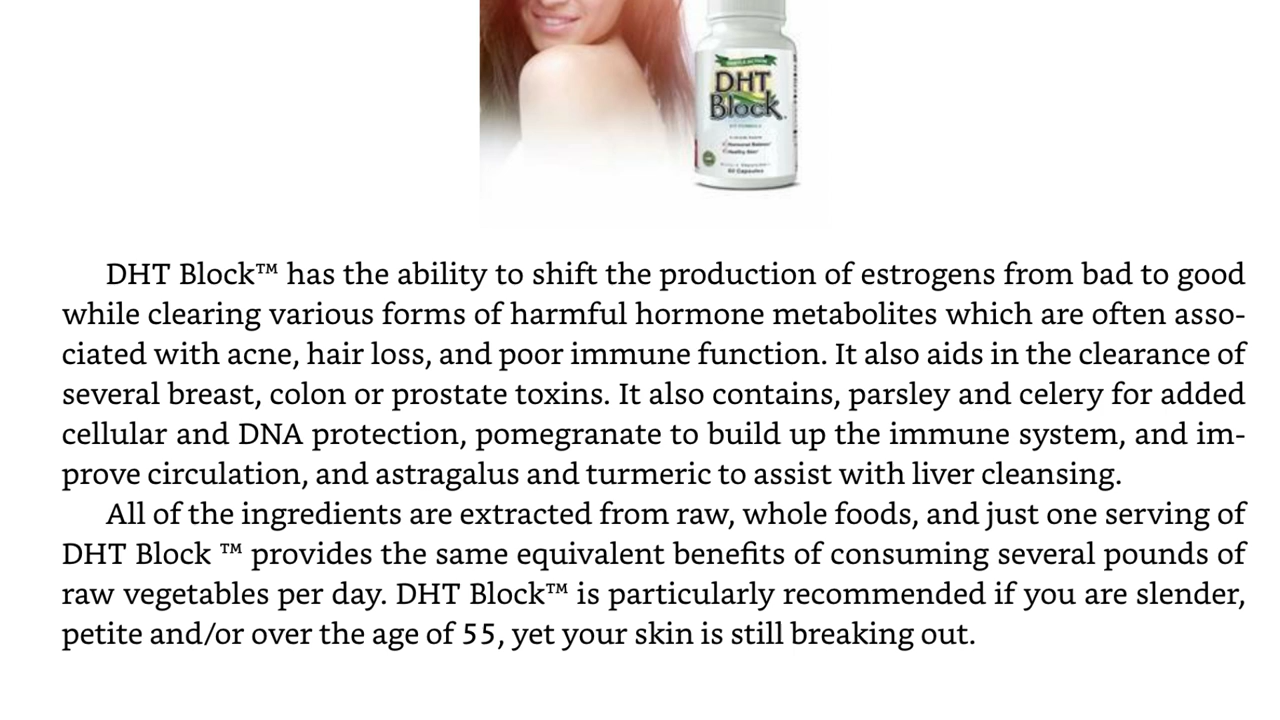 DHT
Block
Hormonal Balance*
Healthy Skin*
60 Capsules
DHT Block™ has the ability to shift the production of estrogens from bad to good
while clearing various forms of harmful hormone metabolites which are often asso-
ciated with acne, hair loss, and poor immune function. It also aids in the clearance of
several breast, colon or prostate toxins. It also contains, parsley and celery for added
cellular and DNA protection, pomegranate to build up the immune system, and im-
prove circulation, and astragalus and turmeric to assist with liver cleansing.
All of the ingredients are extracted from raw, whole foods, and just one serving of
DHT Block ™ provides the same equivalent benefits of consuming several pounds of
raw vegetables per day. DHT Block™ is particularly recommended if you are slender,
petite and/or over the age of 55, yet your skin is still breaking out.